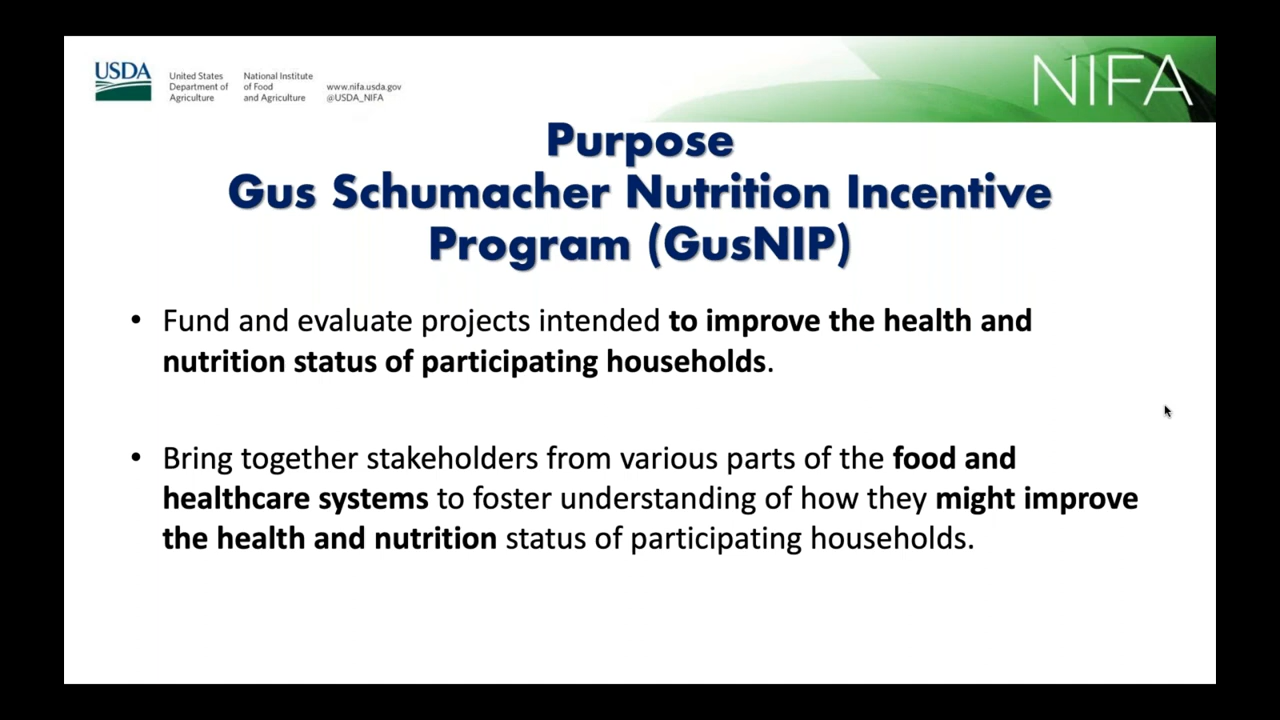 USDA
United States
Department of
Agriculture
National Institute
of Food
and Agriculture
www.nifa.usda.gov
@USDA_NIFA
NIFA
Purpose
Gus Schumacher Nutrition Incentive
Program (GusNIP)
• Fund and evaluate projects intended to improve the health and
nutrition status of participating households.
• Bring together stakeholders from various parts of the food and
healthcare systems to foster understanding of how they might improve
the health and nutrition status of participating households.